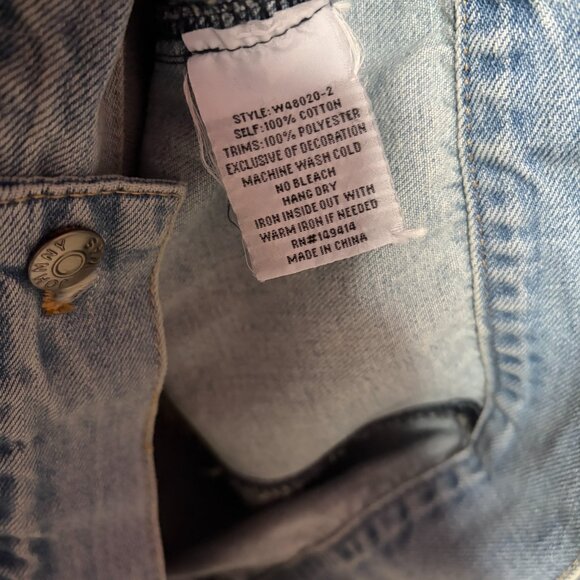 STYLE: W48020-2
SELF: 100% COTTON
TRIMS: 100% POLYESTER
EXCLUSIVE OF DECORATION
MACHINE WASH COLD
NO BLEACH
HANG DRY
IRON INSIDE OUT WITH
WARM IRON IF NEEDED
RN#149414
MADE IN CHINA